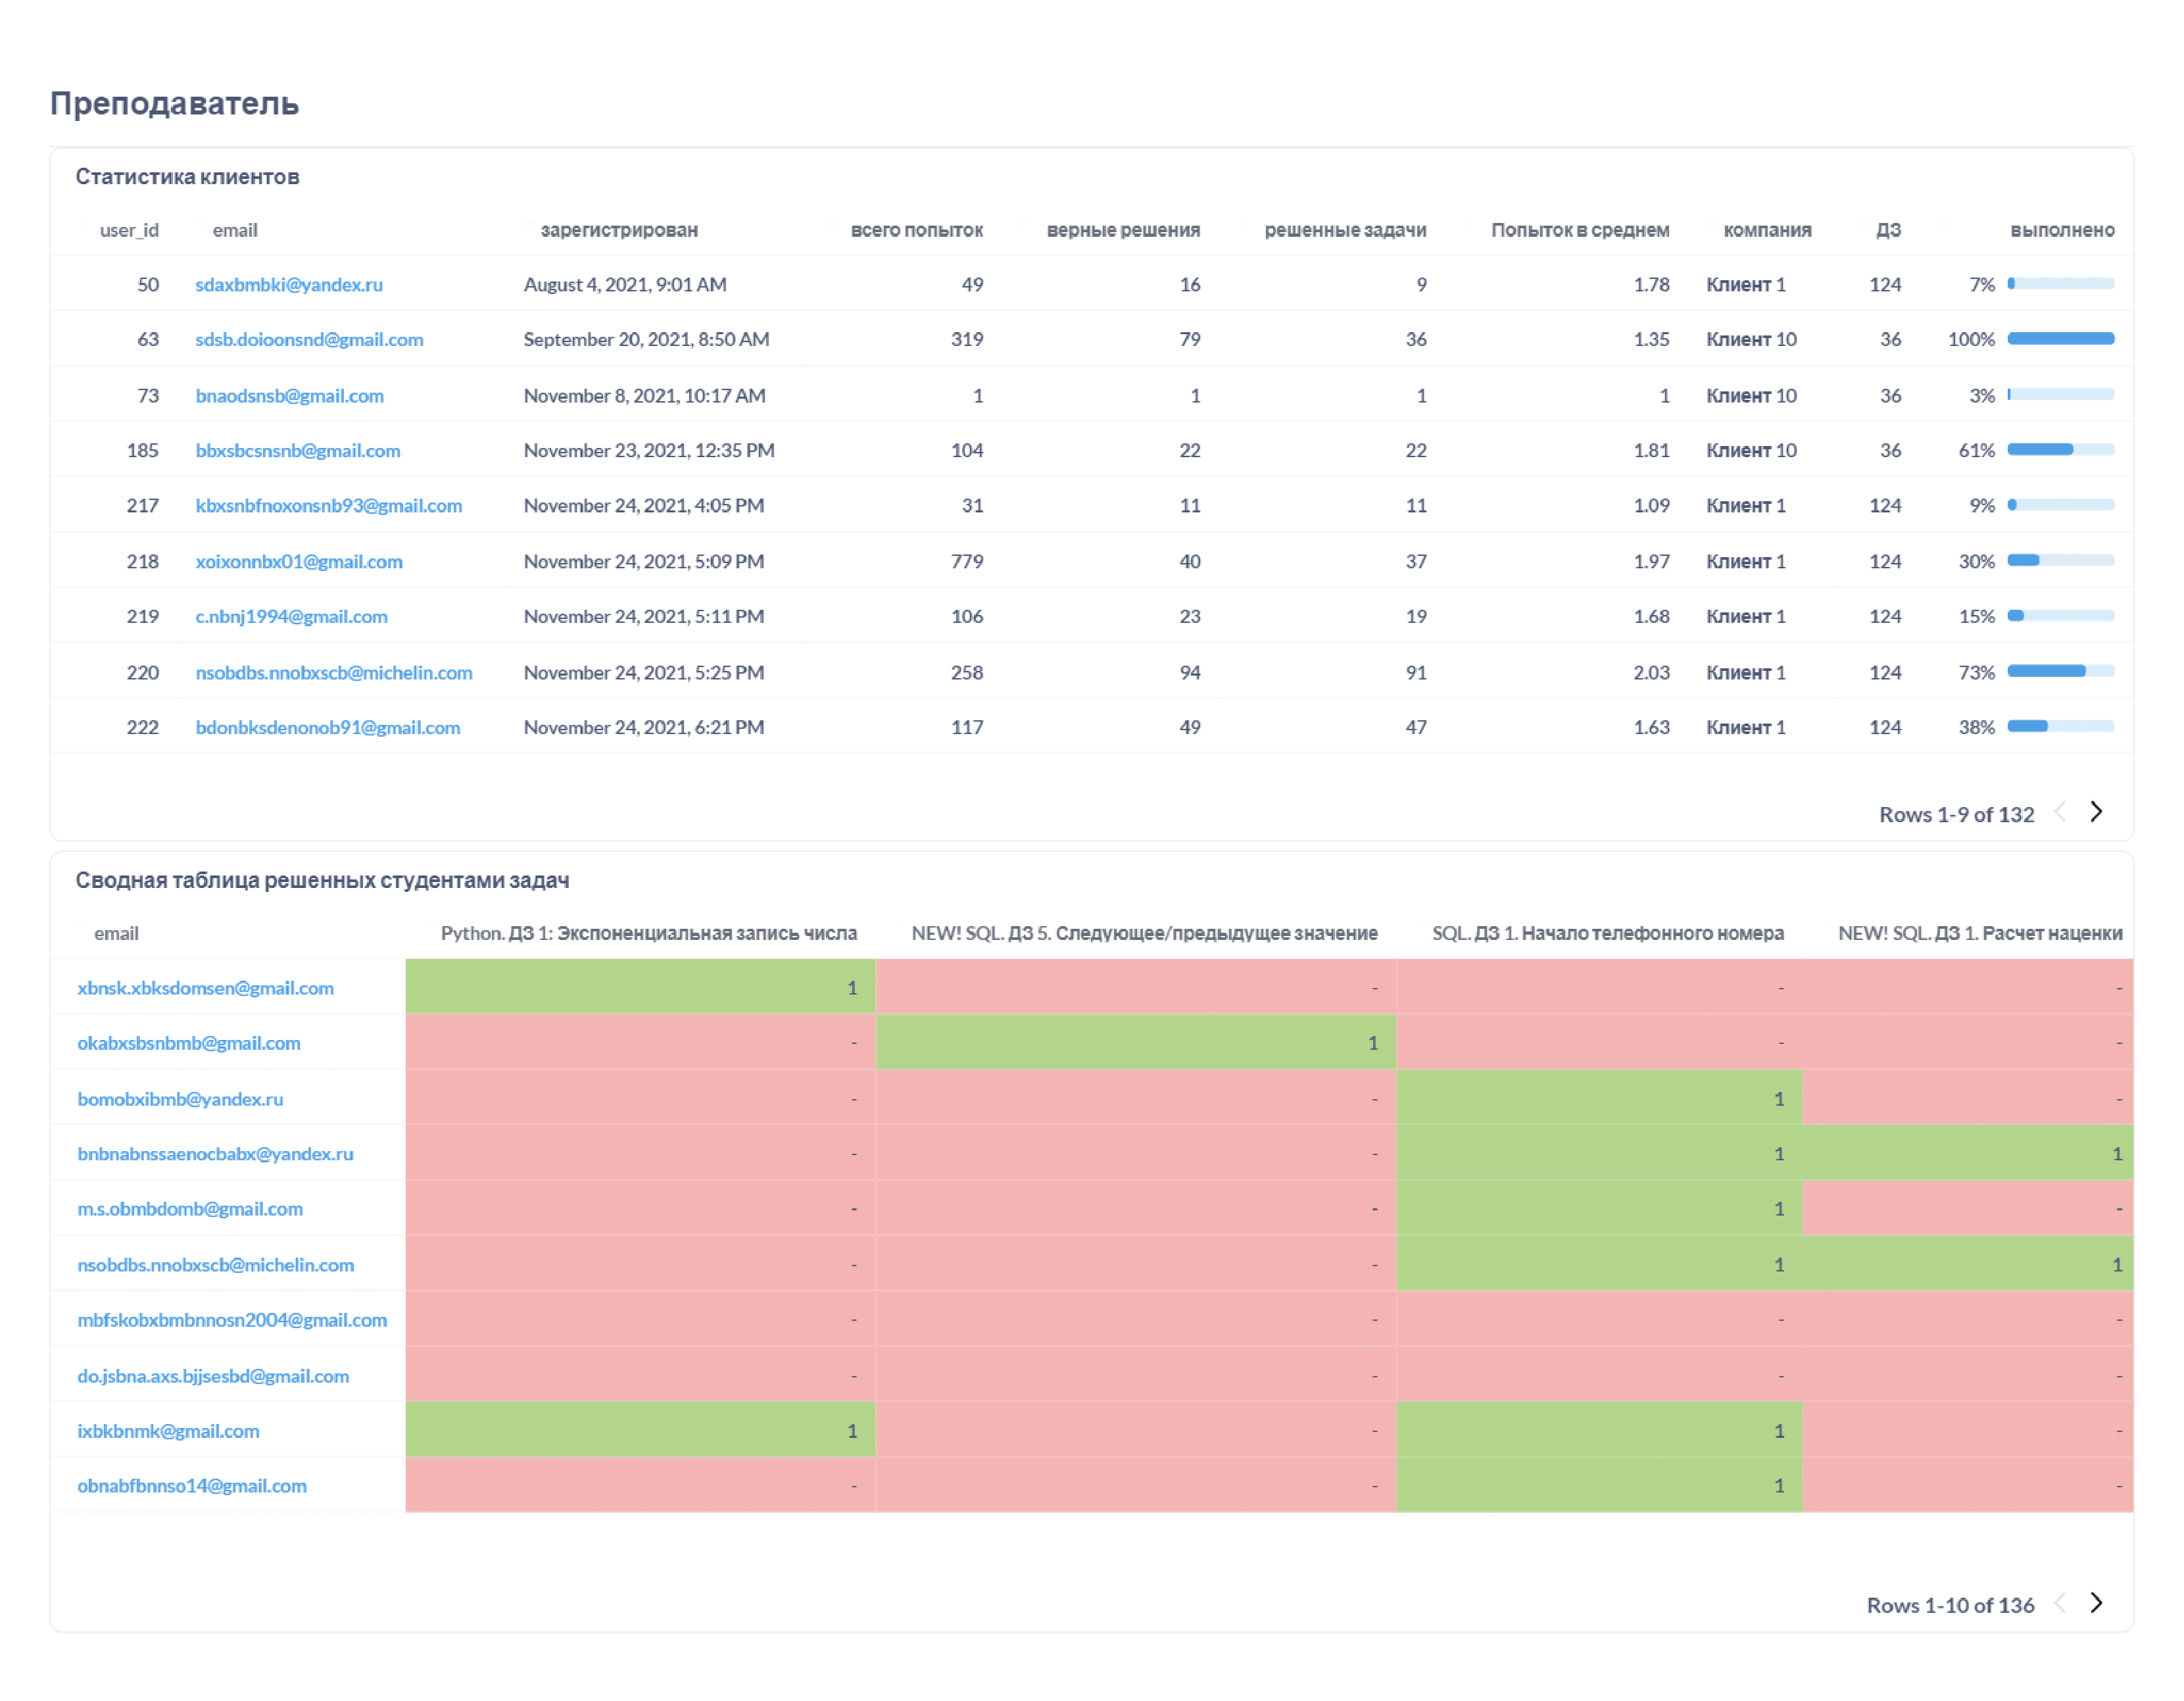 Преподаватель
Статистика клиентов
user_id email зарегистрирован всего попыток верные решения решенные задачи Попыток в среднем компания ДЗ выполнено
50 sdaxbmbki@yandex.ru August 4, 2021, 9:01 AM 49 16 9 1.78 Клиент 1 124 7%
63 sdsb.doioonsnd@gmail.com September 20, 2021, 8:50 AM 319 79 36 1.35 Клиент 10 36 100%
73 bnaodsnsb@gmail.com November 8, 2021, 10:17 AM 1 1 1 1 Клиент 10 36 3%
185 bbxsbcsnsnb@gmail.com November 23, 2021, 12:35 PM 104 22 22 1.81 Клиент 10 36 61%
217 kbxsnbfnoxonsnb93@gmail.com November 24, 2021, 4:05 PM 31 11 11 1.09 Клиент 1 124 9%
218 xoixonnbx01@gmail.com November 24, 2021, 5:09 PM 779 40 37 1.97 Клиент 1 124 30%
219 c.nbnj1994@gmail.com November 24, 2021, 5:11 PM 106 23 19 1.68 Клиент 1 124 15%
220 nsobdbs.nnobxscb@michelin.com November 24, 2021, 5:25 PM 258 94 91 2.03 Клиент 1 124 73%
222 bdonbksdenonob91@gmail.com November 24, 2021, 6:21 PM 117 49 47 1.63 Клиент 1 124 38%
Rows 1-9 of 132
Сводная таблица решенных студентами задач
email Python. ДЗ 1: Экспоненциальная запись числа NEW! SQL. ДЗ 5. Следующее/предыдущее значение SQL. ДЗ 1. Начало телефонного номера NEW! SQL. ДЗ 1. Расчет наценки
xbnsk.xbksdomsen@gmail.com 1 - - -
okabxsbsnbmb@gmail.com - 1 - -
bomobxibmb@yandex.ru - - 1 -
bnbnabnssaenocbabx@yandex.ru - - 1 1
m.s.obmbdomb@gmail.com - - 1 -
nsobdbs.nnobxscb@michelin.com - - 1 1
mbfskobxbmbnnosn2004@gmail.com - - - -
do.jsbna.axs.bjjsesbd@gmail.com - - - -
ixbkbnmk@gmail.com 1 - 1 -
obnabfbnnso14@gmail.com - - 1 -
Rows 1-10 of 136